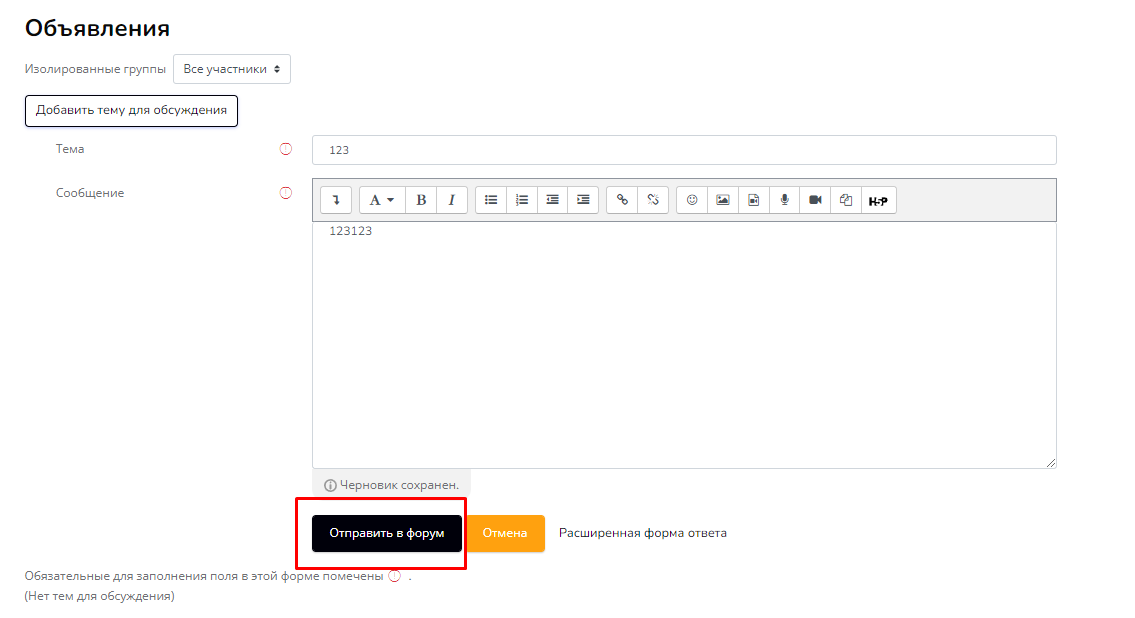 Объявления
Изолированные группы Все участники
Добавить тему для обсуждения
Тема 123
Сообщение
A B I H5P
123123
Черновик сохранен.
Отправить в форум Отмена Расширенная форма ответа
Обязательные для заполнения поля в этой форме помечены .
(Нет тем для обсуждения)